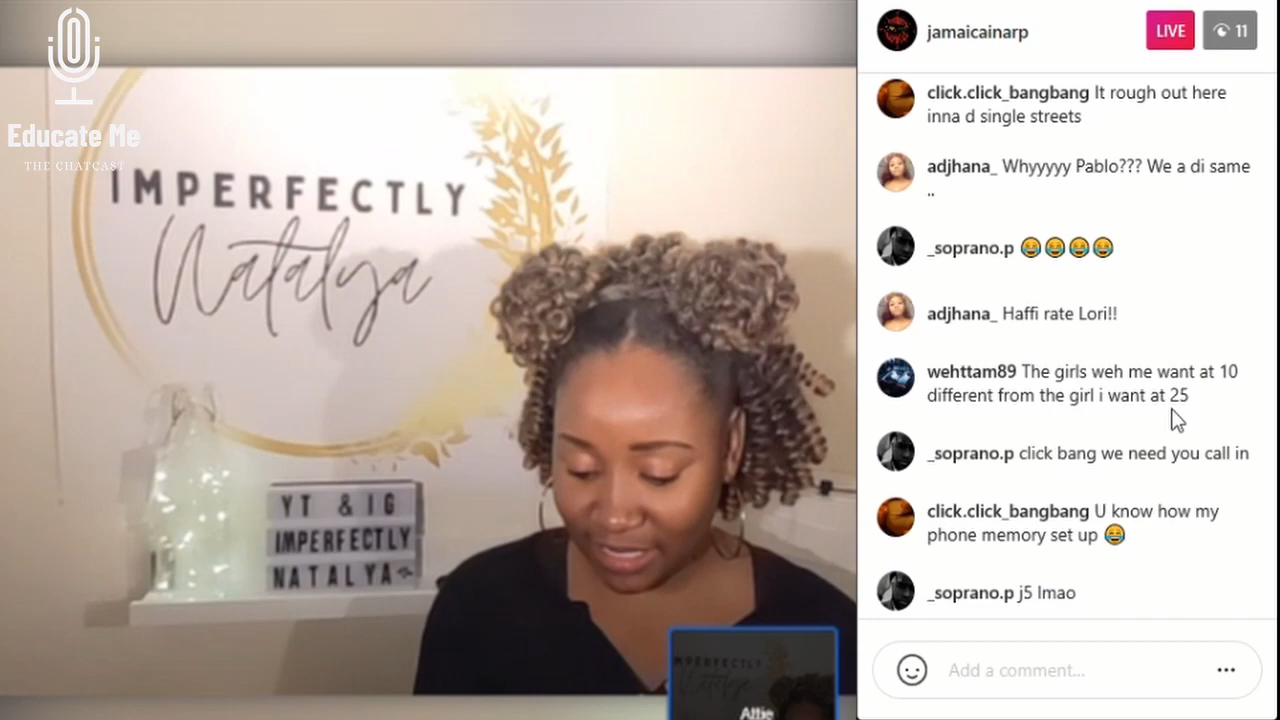 Educate Me
THE CHATCAST
IMPERFECTLY
Natalya
YT & IG
IMPERFECTLY
NATALYA
IMPERFECTLY
Natalya
Attie
jamaicainarp
LIVE
11
click.click_bangbang It rough out here
inna d single streets
adjhana_ Whyyyyy Pablo??? We a di same
..
_soprano.p 😂😂😂😂
adjhana_ Haffi rate Lori!!
wehttam89 The girls weh me want at 10
different from the girl i want at 25
_soprano.p click bang we need you call in
click.click_bangbang U know how my
phone memory set up 😂
_soprano.p j5 lmao
Add a comment...